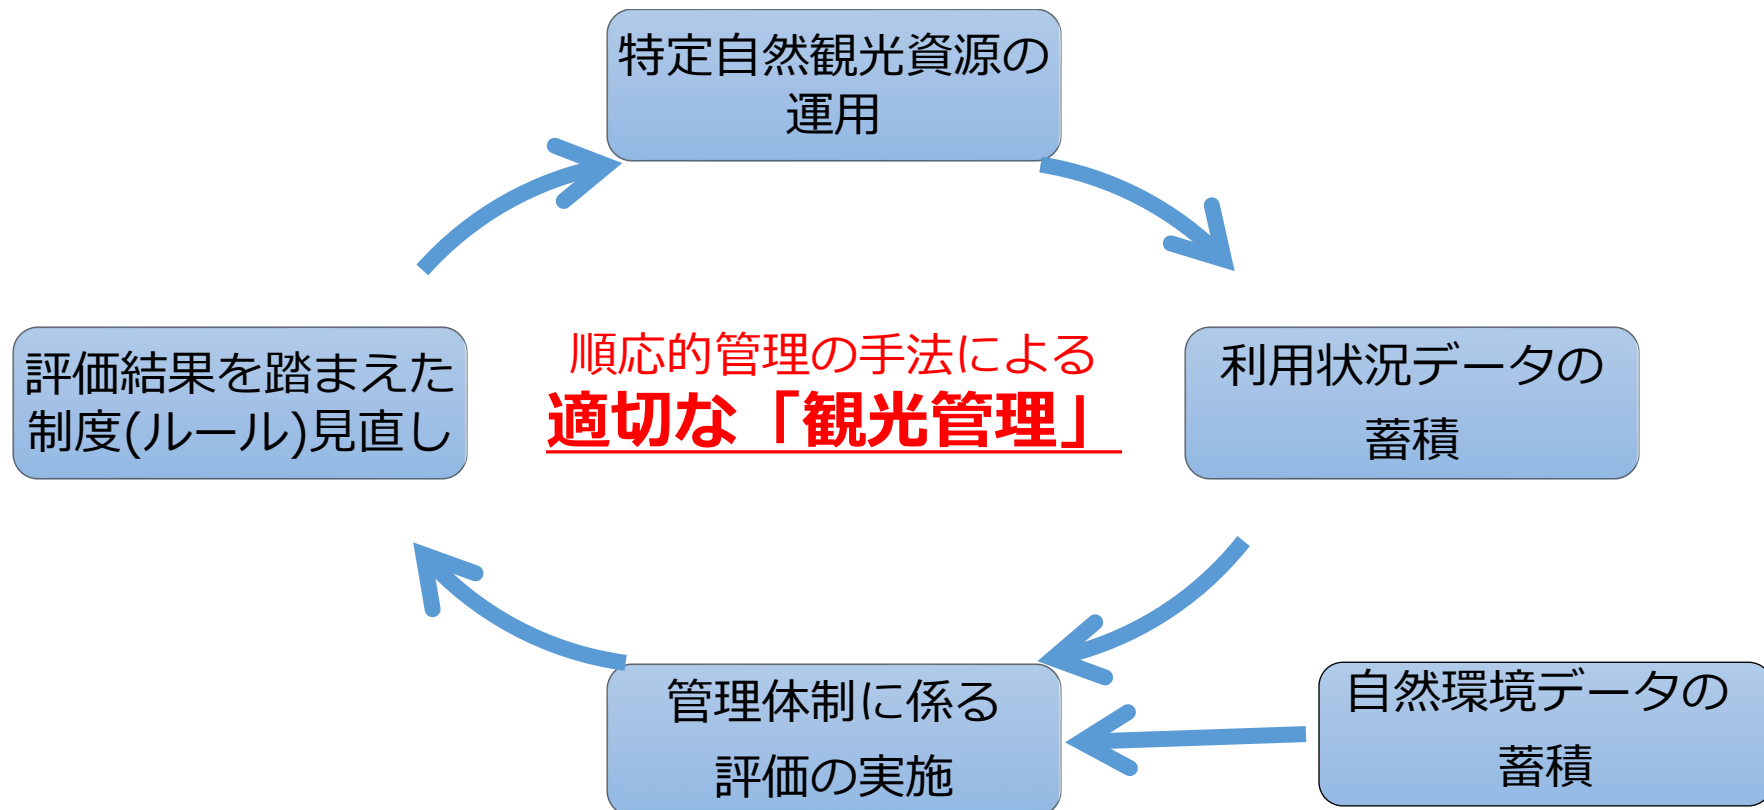 特定自然観光資源の
運用
順応的管理の手法による
適切な「観光管理」
評価結果を踏まえた
制度(ルール)見直し
利用状況データの
蓄積
管理体制に係る
評価の実施
自然環境データの
蓄積